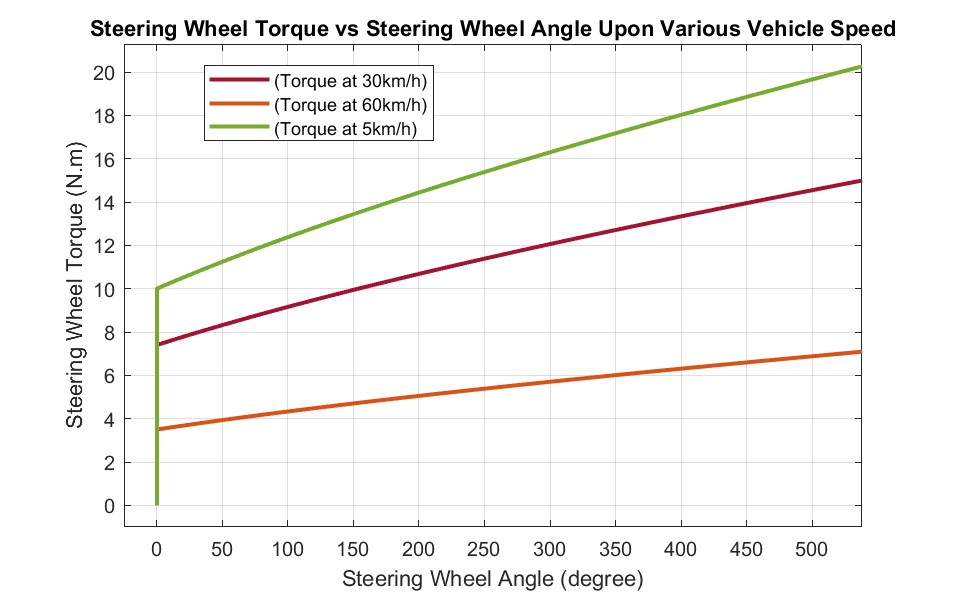 Steering Wheel Torque vs Steering Wheel Angle Upon Various Vehicle Speed
(Torque at 30km/h)
(Torque at 60km/h)
(Torque at 5km/h)
Steering Wheel Torque (N.m)
20
18
16
14
12
10
8
6
4
2
0
0 50 100 150 200 250 300 350 400 450 500
Steering Wheel Angle (degree)